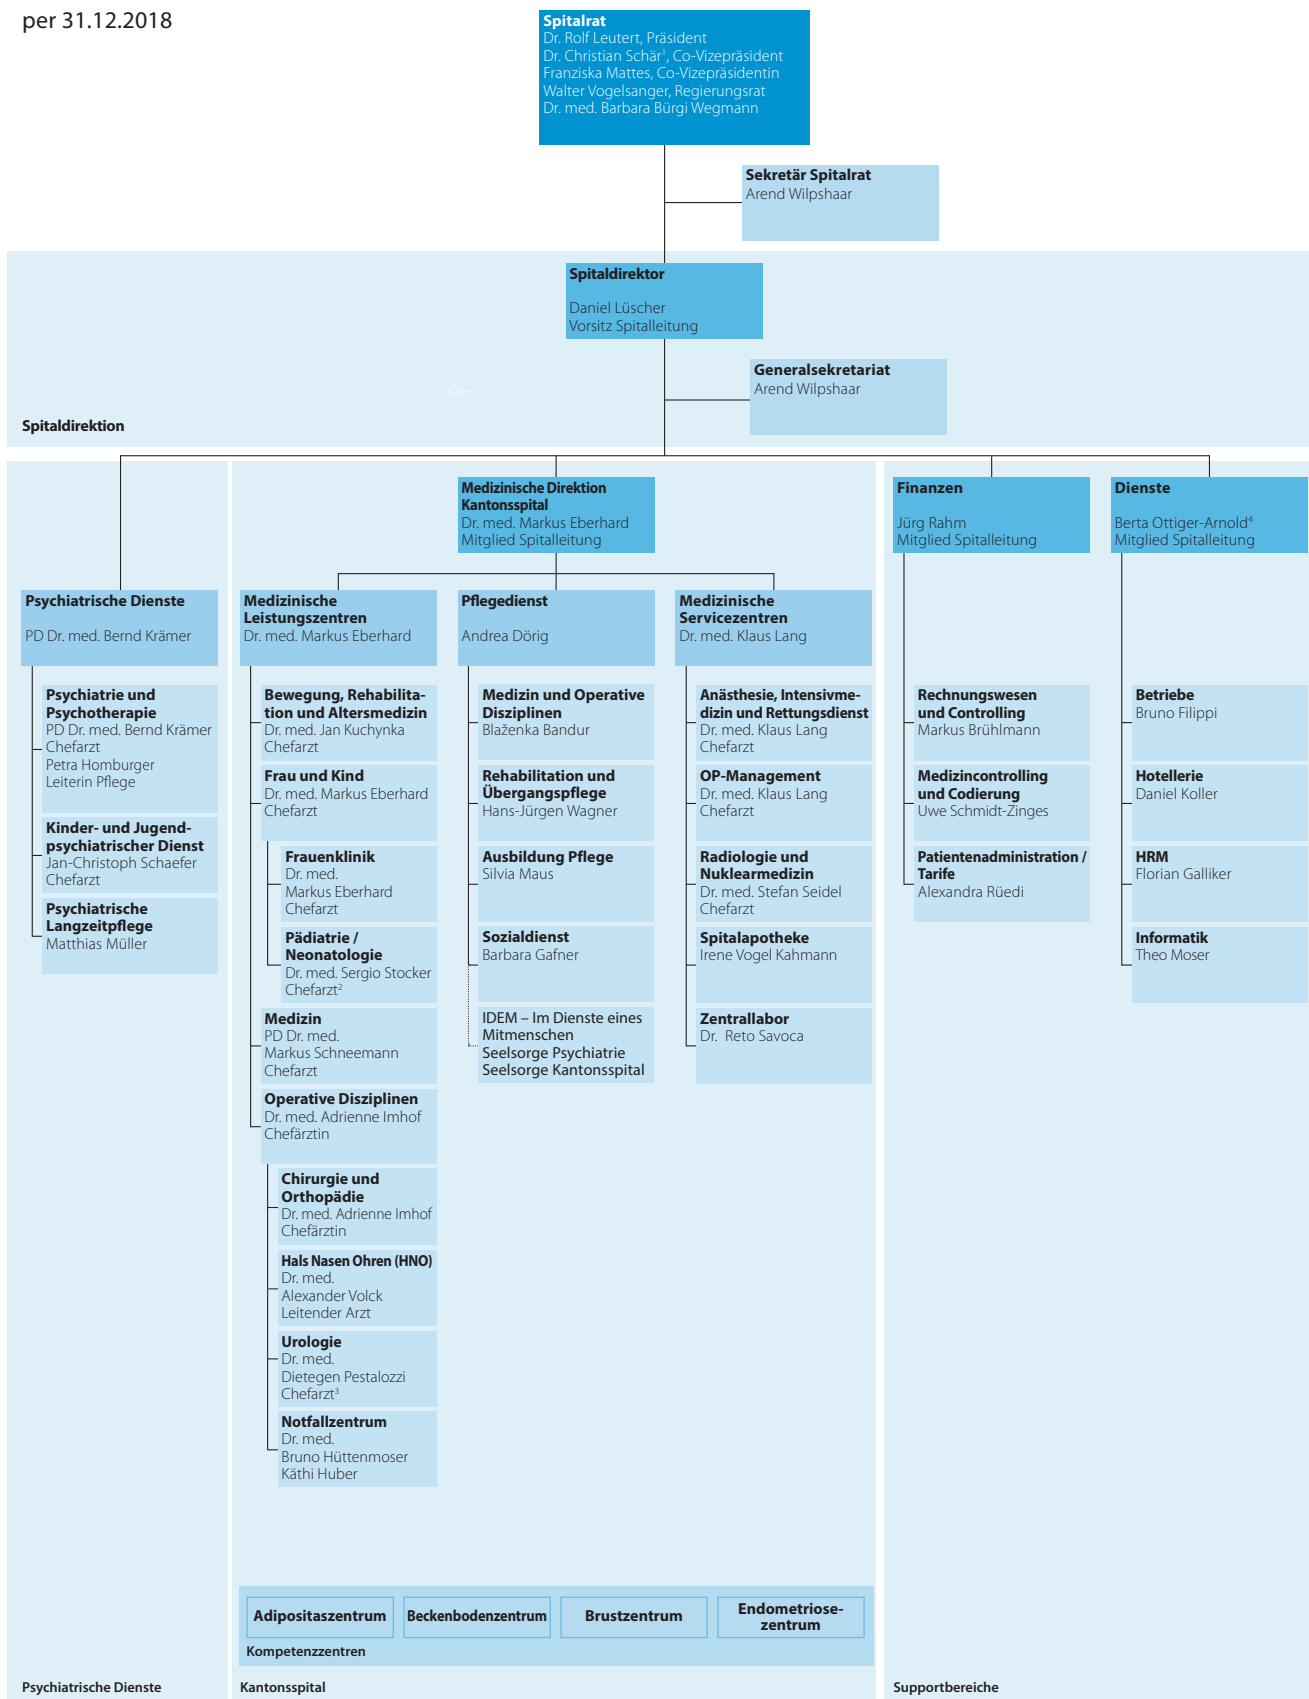 per 31.12.2018
Spitalrat
Dr. Rolf Leutert, Präsident
Dr. Christian Schär¹, Co-Vizepräsident
Franziska Mattes, Co-Vizepräsidentin
Walter Vogelsanger, Regierungsrat
Dr. med. Barbara Bürgi Wegmann
Sekretär Spitalrat
Arend Wilpshaar
Spitaldirektor
Daniel Lüscher
Vorsitz Spitalleitung
Generalsekretariat
Arend Wilpshaar
Co-
Spitaldirektion
Medizinische Direktion
Kantonsspital
Dr. med. Markus Eberhard
Mitglied Spitalleitung
Finanzen
Jürg Rahm
Mitglied Spitalleitung
Dienste
Berta Ottiger-Arnold⁴
Mitglied Spitalleitung
Psychiatrische Dienste
PD Dr. med. Bernd Krämer
Psychiatrie und
Psychotherapie
PD Dr. med. Bernd Krämer
Chefarzt
Petra Homburger
Leiterin Pflege
Kinder- und Jugend-
psychiatrischer Dienst
Jan-Christoph Schaefer
Chefarzt
Psychiatrische
Langzeitpflege
Matthias Müller
Medizinische
Leistungszentren
Dr. med. Markus Eberhard
Bewegung, Rehabilita-
tion und Altersmedizin
Dr. med. Jan Kuchynka
Chefarzt
Frau und Kind
Dr. med. Markus Eberhard
Chefarzt
Frauenklinik
Dr. med.
Markus Eberhard
Chefarzt
Pädiatrie /
Neonatologie
Dr. med. Sergio Stocker
Chefarzt²
Medizin
PD Dr. med.
Markus Schneemann
Chefarzt
Operative Disziplinen
Dr. med. Adrienne Imhof
Chefärztin
Chirurgie und
Orthopädie
Dr. med. Adrienne Imhof
Chefärztin
Hals Nasen Ohren (HNO)
Dr. med.
Alexander Volck
Leitender Arzt
Urologie
Dr. med.
Dietegen Pestalozzi
Chefarzt³
Notfallzentrum
Dr. med.
Bruno Hüttenmoser
Käthi Huber
Pflegedienst
Andrea Dörig
Medizin und Operative
Disziplinen
Blaženka Bandur
Rehabilitation und
Übergangspflege
Hans-Jürgen Wagner
Ausbildung Pflege
Silvia Maus
Sozialdienst
Barbara Gafner
IDEM – Im Dienste eines
Mitmenschen
Seelsorge Psychiatrie
Seelsorge Kantonsspital
Medizinische
Servicezentren
Dr. med. Klaus Lang
Anästhesie, Intensivme-
dizin und Rettungsdienst
Dr. med. Klaus Lang
Chefarzt
OP-Management
Dr. med. Klaus Lang
Chefarzt
Radiologie und
Nuklearmedizin
Dr. med. Stefan Seidel
Chefarzt
Spitalapotheke
Irene Vogel Kahmann
Zentrallabor
Dr. Reto Savoca
Rechnungswesen
und Controlling
Markus Brühlmann
Medizincontrolling
und Codierung
Uwe Schmidt-Zinges
Patientenadministration /
Tarife
Alexandra Rüedi
Betriebe
Bruno Filippi
Hotellerie
Daniel Koller
HRM
Florian Galliker
Informatik
Theo Moser
Adipositaszentrum
Beckenbodenzentrum
Brustzentrum
Endometriose-
zentrum
Kompetenzzentren
Psychiatrische Dienste
Kantonsspital
Supportbereiche